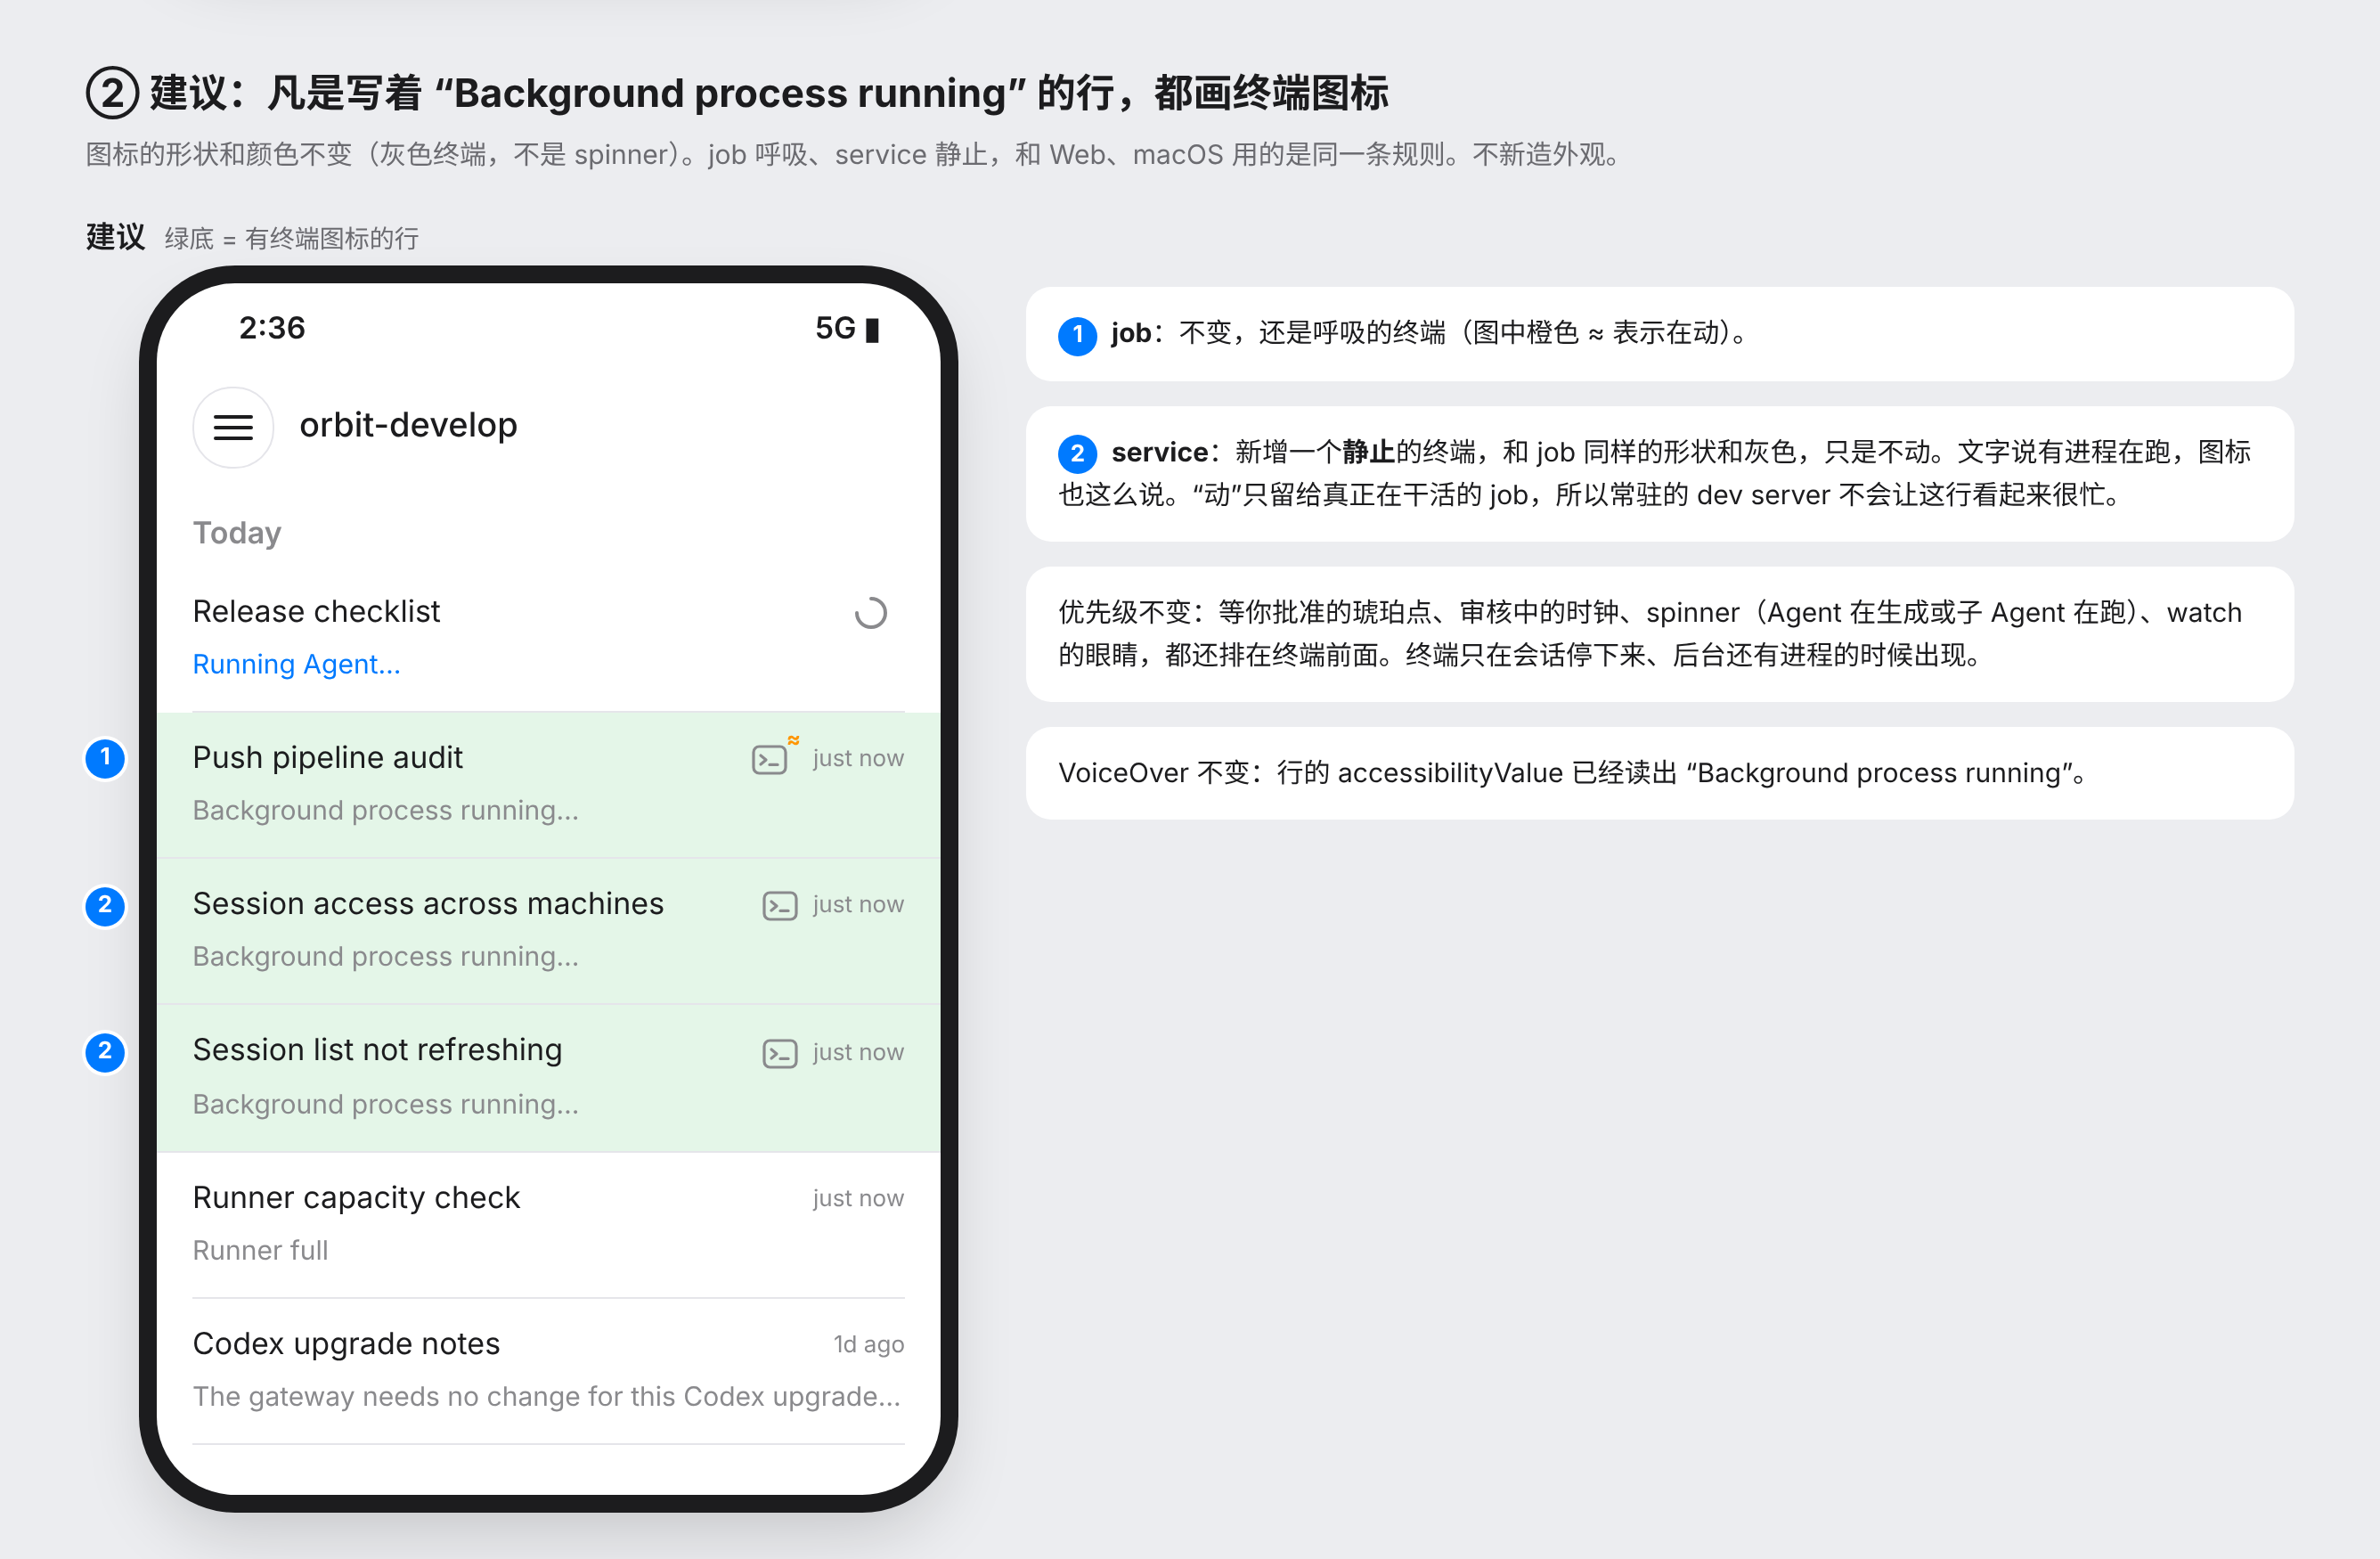 ② 建议：凡是写着 “Background process running” 的行，都画终端图标
图标的形状和颜色不变（灰色终端，不是 spinner）。job 呼吸、service 静止，和 Web、macOS 用的是同一条规则。不新造外观。
建议 绿底 = 有终端图标的行
2:36 5G
orbit-develop
Today
Release checklist
Running Agent...
1
Push pipeline audit ≈ just now
Background process running...
2
Session access across machines just now
Background process running...
2
Session list not refreshing just now
Background process running...
Runner capacity check just now
Runner full
Codex upgrade notes 1d ago
The gateway needs no change for this Codex upgrade...
1 job：不变，还是呼吸的终端（图中橙色 ≈ 表示在动）。
2 service：新增一个静止的终端，和 job 同样的形状和灰色，只是不动。文字说有进程在跑，图标
也这么说。“动”只留给真正在干活的 job，所以常驻的 dev server 不会让这行看起来很忙。
优先级不变：等你批准的琥珀点、审核中的时钟、spinner（Agent 在生成或子 Agent 在跑）、watch
的眼睛，都还排在终端前面。终端只在会话停下来、后台还有进程的时候出现。
VoiceOver 不变：行的 accessibilityValue 已经读出 “Background process running”。